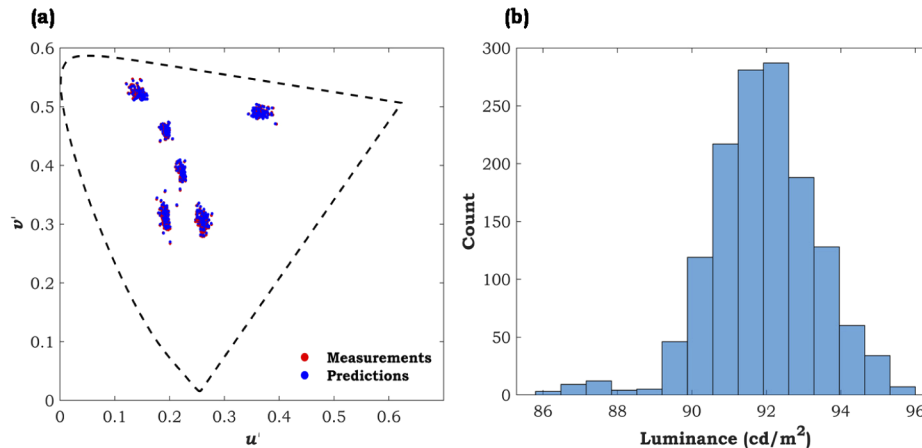 (a)
0.6
0.5
0.4
0.3
0.2
0.1
0
v'
0 0.1 0.2 0.3 0.4 0.5 0.6
u'
Measurements
Predictions
(b)
300
250
200
150
100
50
0
Count
86 88 90 92 94 96
Luminance (cd/m²)